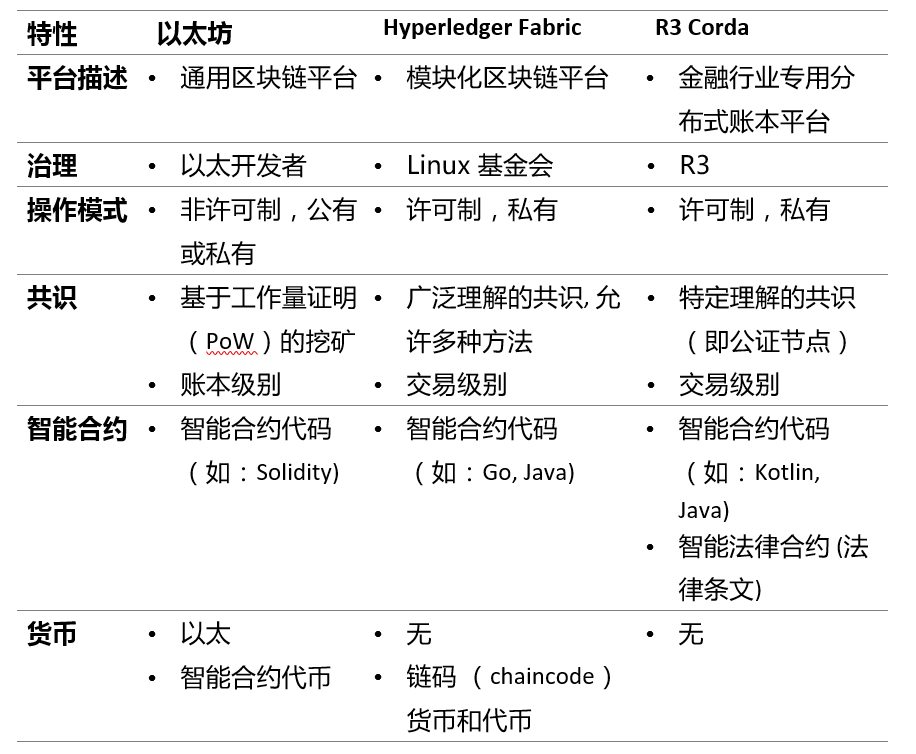 特性 以太坊 Hyperledger Fabric R3 Corda
平台描述 • 通用区块链平台 • 模块化区块链平台 • 金融行业专用分
布式账本平台
治理 • 以太开发者 • Linux 基金会 • R3
操作模式 • 非许可制，公有 • 许可制，私有 • 许可制，私有
或私有
共识 • 基于工作量证明 • 广泛理解的共识, 允 • 特定理解的共识
（PoW）的挖矿 许多种方法 （即公证节点）
• 账本级别 • 交易级别 • 交易级别
智能合约 • 智能合约代码 • 智能合约代码 • 智能合约代码
（如：Solidity) （如：Go, Java) （如：Kotlin,
Java)
• 智能法律合约 (法
律条文)
货币 • 以太 • 无 • 无
• 智能合约代币 • 链码 （chaincode）
货币和代币